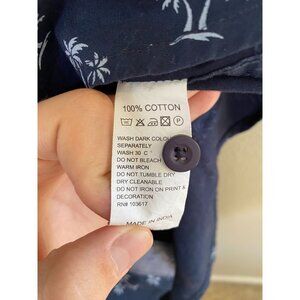 100% COTTON
WASH DARK COLOUR
SEPARATELY
WASH 30 C °
DO NOT BLEACH
WARM IRON
DO NOT TUMBLE DRY
DRY CLEANABLE
DO NOT IRON ON PRINT &
DECORATION
RN# 103617
MADE IN INDIA